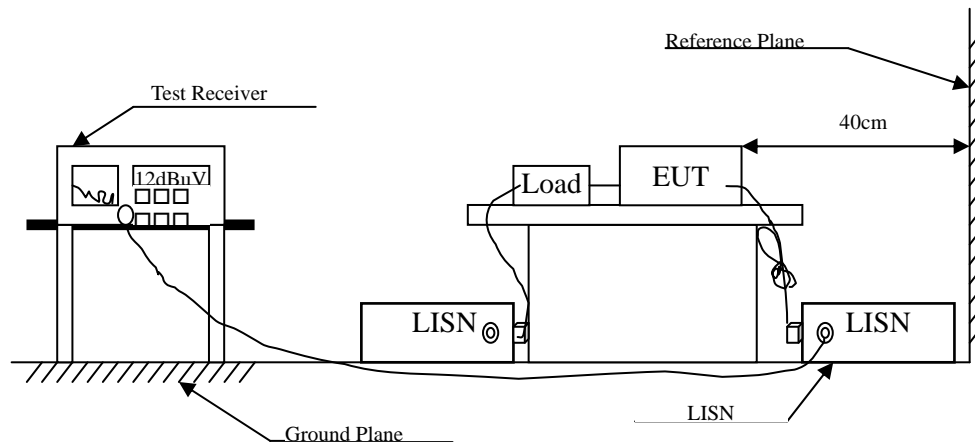 Reference Plane
Test Receiver
40cm
12dBuV
Load
EUT
LISN
LISN
LISN
Ground Plane